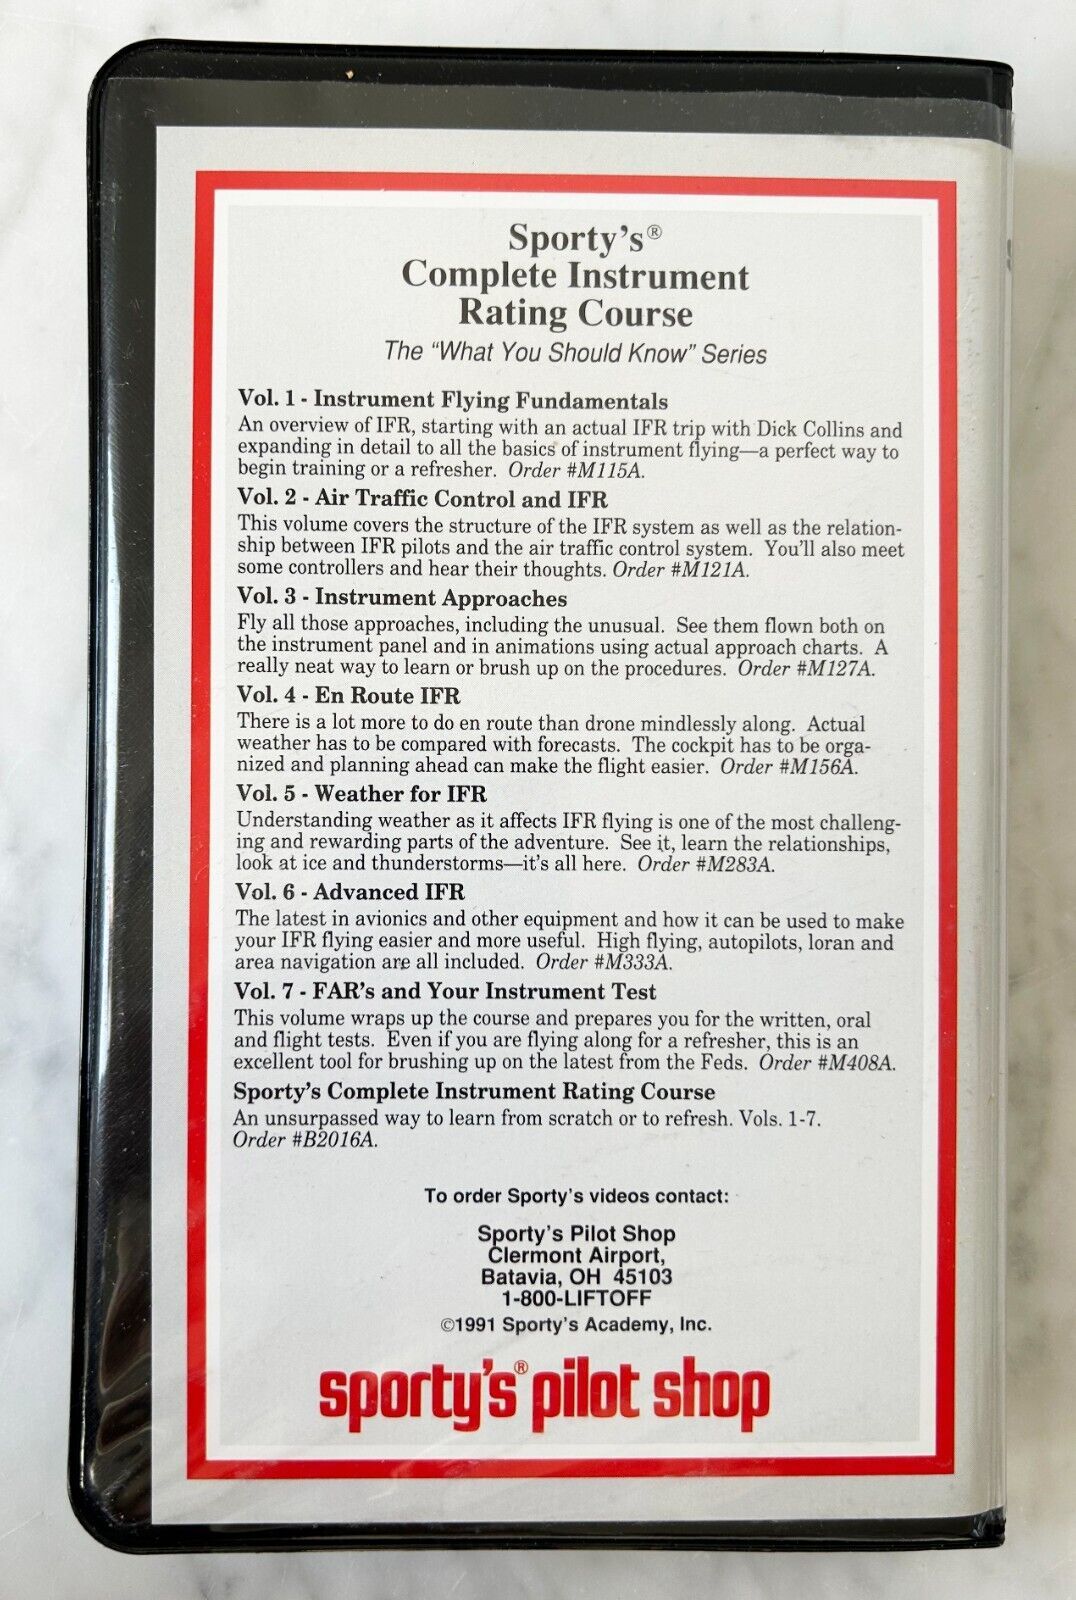 Sporty's®
Complete Instrument
Rating Course
The "What You Should Know" Series
Vol. 1 - Instrument Flying Fundamentals
An overview of IFR, starting with an actual IFR trip with Dick Collins and
expanding in detail to all the basics of instrument flying—a perfect way to
begin training or a refresher. Order #M115A.
Vol. 2 - Air Traffic Control and IFR
This volume covers the structure of the IFR system as well as the relation-
ship between IFR pilots and the air traffic control system. You'll also meet
some controllers and hear their thoughts. Order #M121A.
Vol. 3 - Instrument Approaches
Fly all those approaches, including the unusual. See them flown both on
the instrument panel and in animations using actual approach charts. A
really neat way to learn or brush up on the procedures. Order #M127A.
Vol. 4 - En Route IFR
There is a lot more to do en route than drone mindlessly along. Actual
weather has to be compared with forecasts. The cockpit has to be orga-
nized and planning ahead can make the flight easier. Order #M156A.
Vol. 5 - Weather for IFR
Understanding weather as it affects IFR flying is one of the most challeng-
ing and rewarding parts of the adventure. See it, learn the relationships,
look at ice and thunderstorms—it's all here. Order #M283A.
Vol. 6 - Advanced IFR
The latest in avionics and other equipment and how it can be used to make
your IFR flying easier and more useful. High flying, autopilots, loran and
area navigation are all included. Order #M333A.
Vol. 7 - FAR's and Your Instrument Test
This volume wraps up the course and prepares you for the written, oral
and flight tests. Even if you are flying along for a refresher, this is an
excellent tool for brushing up on the latest from the Feds. Order #M408A.
Sporty's Complete Instrument Rating Course
An unsurpassed way to learn from scratch or to refresh. Vols. 1-7.
Order #B2016A.
To order Sporty's videos contact:
Sporty's Pilot Shop
Clermont Airport,
Batavia, OH 45103
1-800-LIFTOFF
©1991 Sporty's Academy, Inc.
sporty's® pilot shop